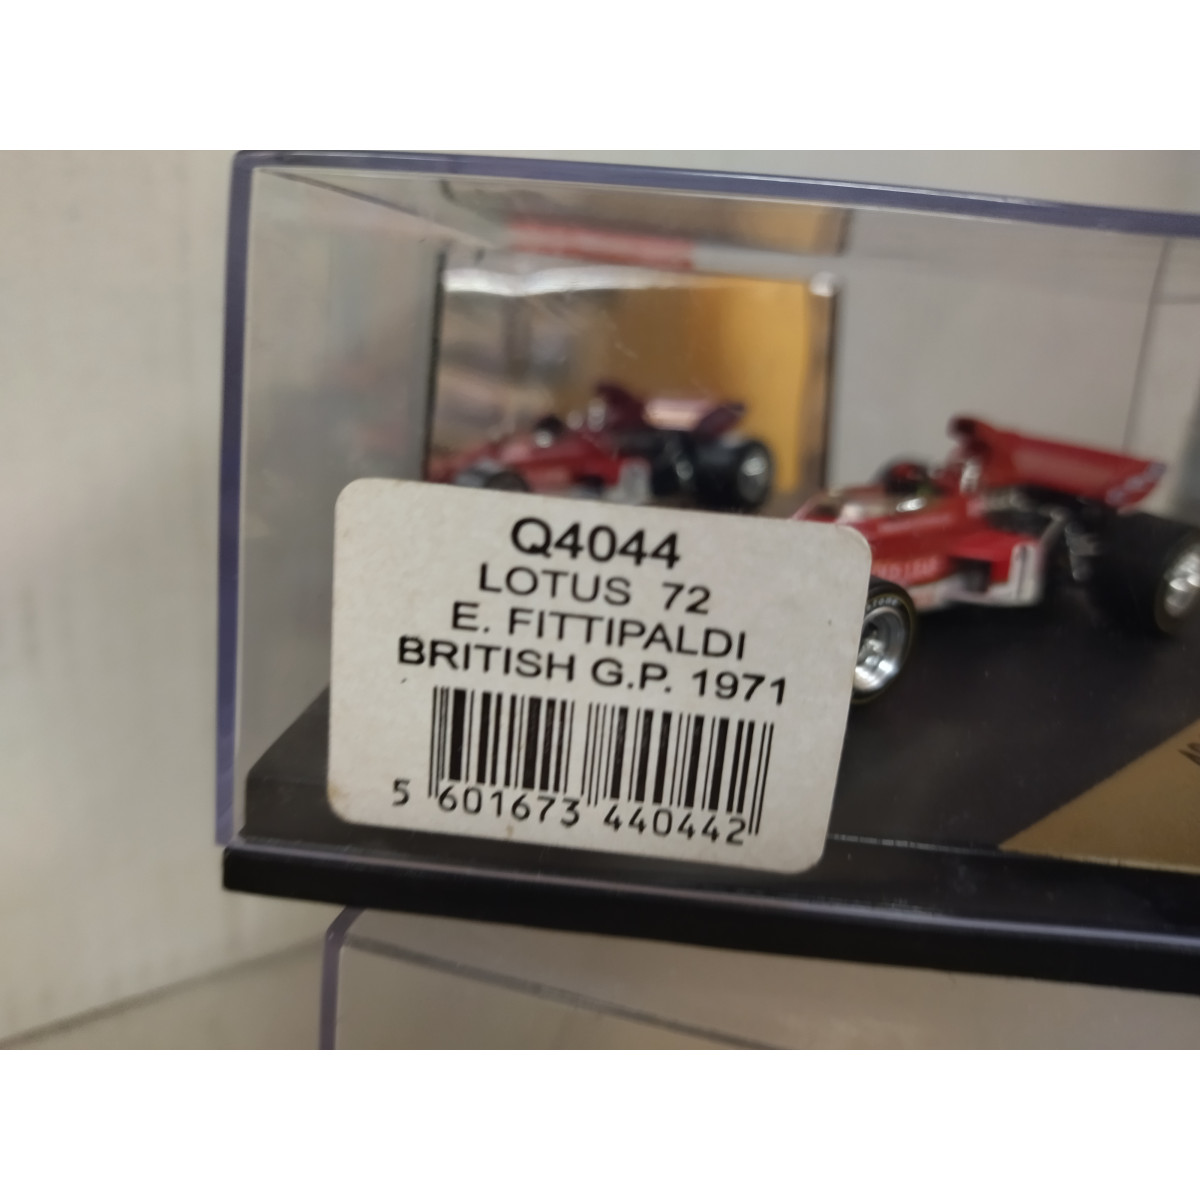 Q4044
LOTUS 72
E. FITTIPALDI
BRITISH G.P. 1971
5 601673 440442